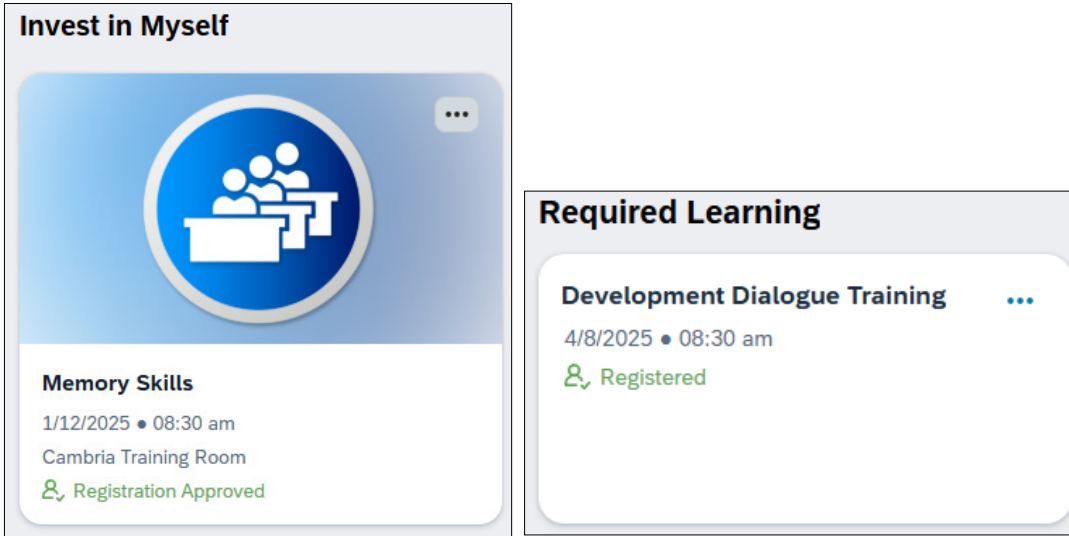 Invest in Myself
Memory Skills
1/12/2025 • 08:30 am
Cambria Training Room
Registration Approved
Required Learning
Development Dialogue Training
4/8/2025 • 08:30 am
Registered